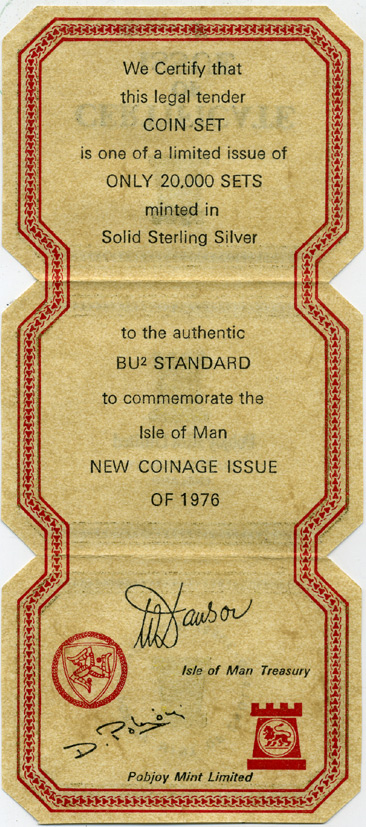 We Certify that
this legal tender
COIN SET
is one of a limited issue of
ONLY 20,000 SETS
minted in
Solid Sterling Silver
to the authentic
BU² STANDARD
to commemorate the
Isle of Man
NEW COINAGE ISSUE
OF 1976
Isle of Man Treasury
D. Pobjoy
Pobjoy Mint Limited